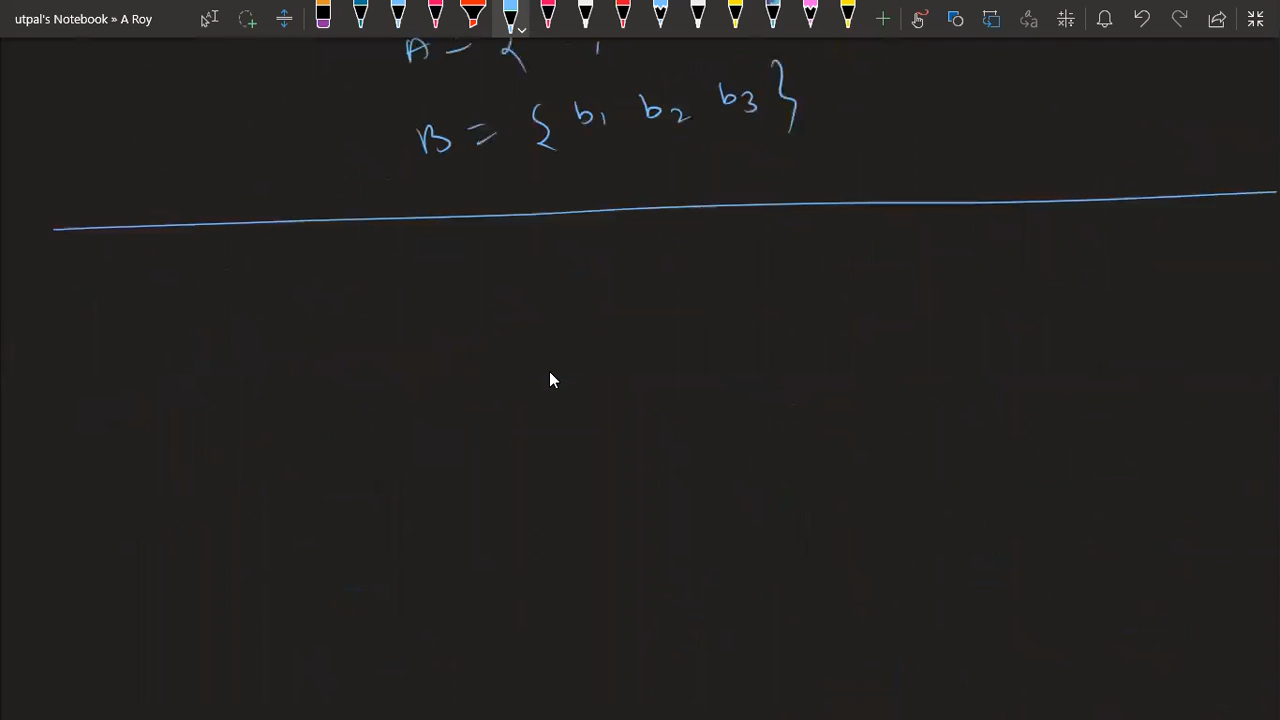 utpal's Notebook » A Roy
A = {
B = { b1 b2 b3 }